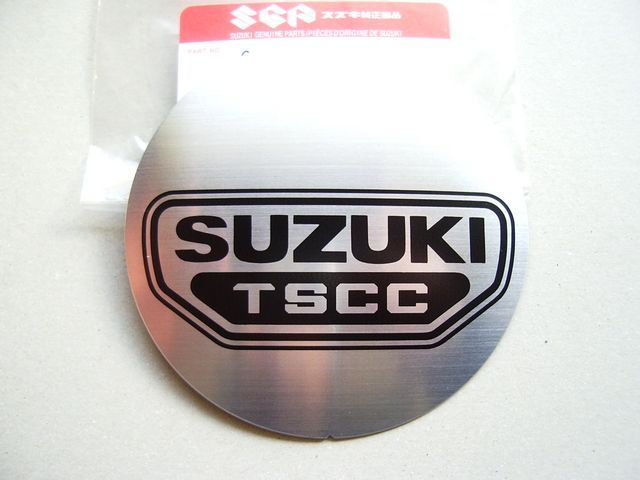 SGP スズキ純正部品
SUZUKI GENUINE PARTS/PIÈCES D'ORIGINE DE SUZUKI
PART NO.
SUZUKI
TSCC